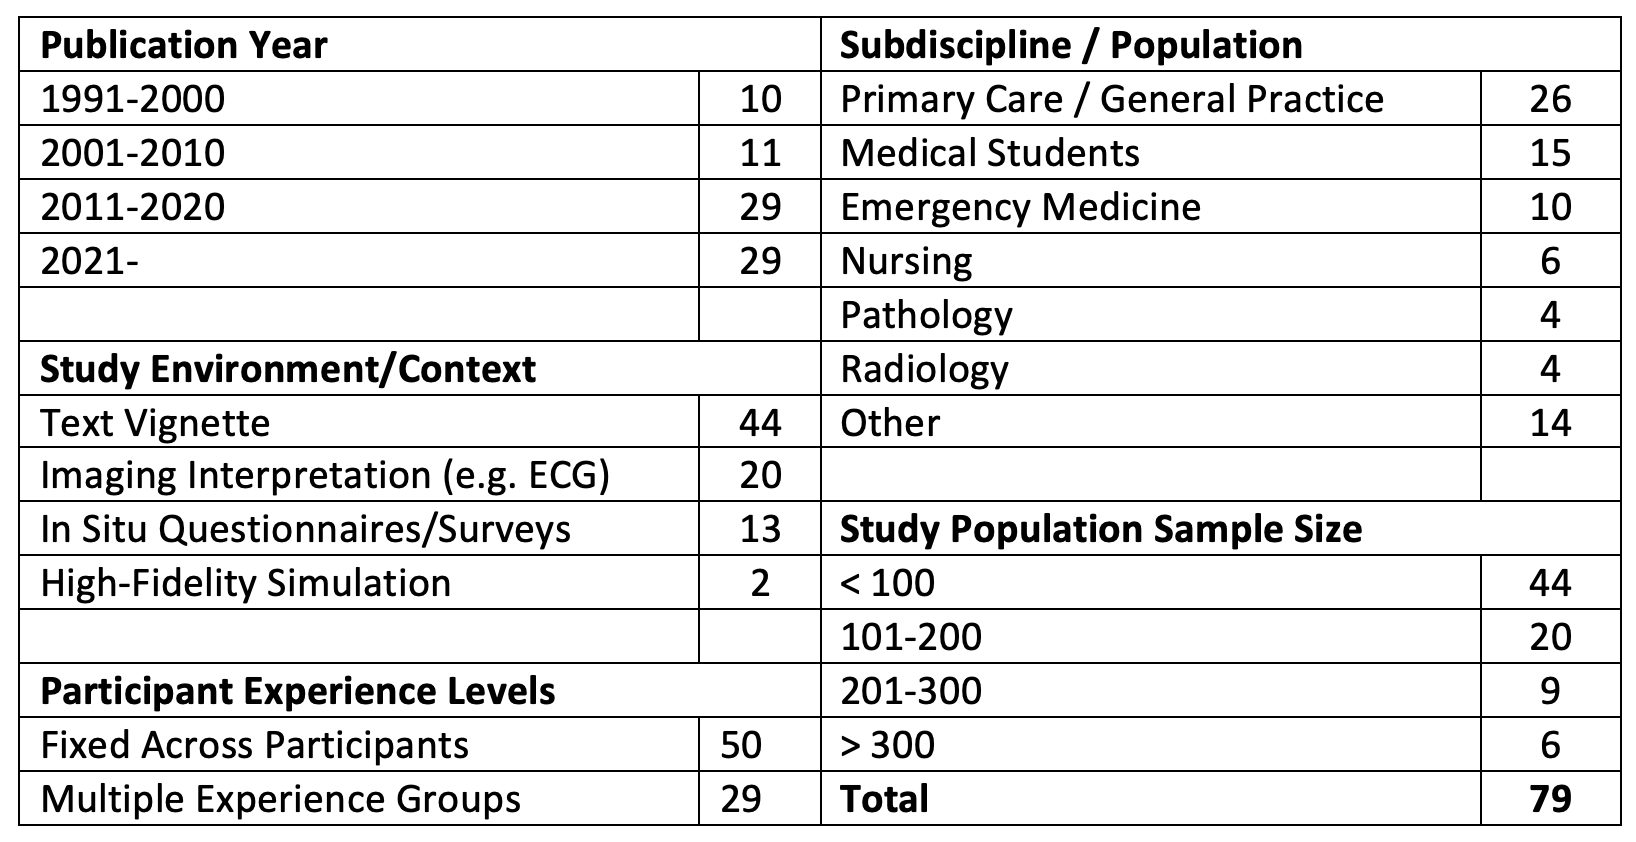 Publication Year Subdiscipline / Population
1991-2000 10 Primary Care / General Practice 26
2001-2010 11 Medical Students 15
2011-2020 29 Emergency Medicine 10
2021- 29 Nursing 6
Pathology 4
Study Environment/Context Radiology 4
Text Vignette 44 Other 14
Imaging Interpretation (e.g. ECG) 20
In Situ Questionnaires/Surveys 13 Study Population Sample Size
High-Fidelity Simulation 2 < 100 44
101-200 20
Participant Experience Levels 201-300 9
Fixed Across Participants 50 > 300 6
Multiple Experience Groups 29 Total 79